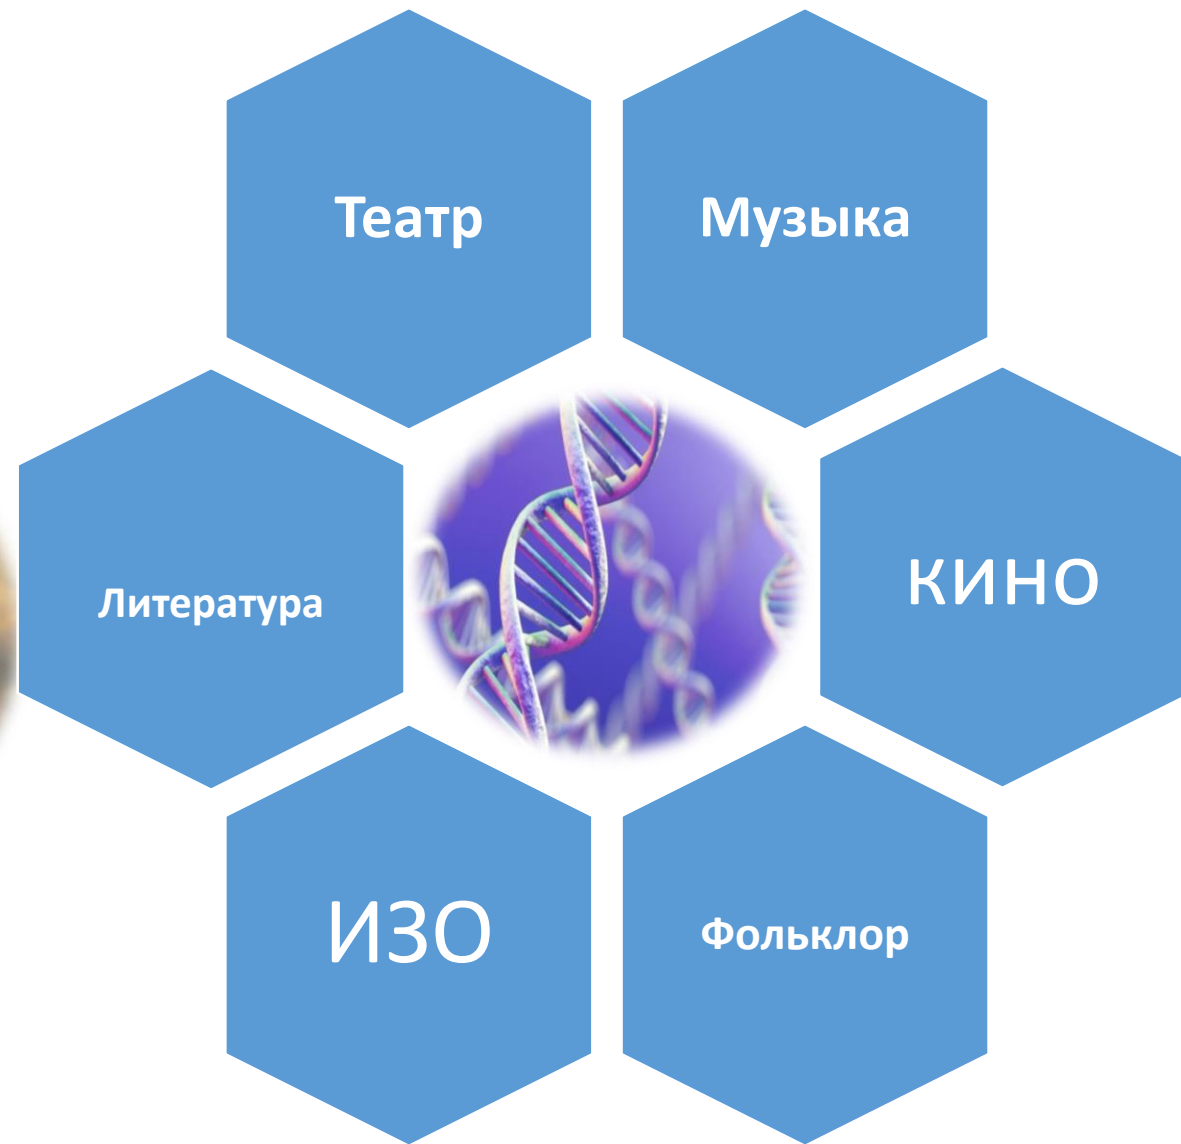 Театр
Музыка
Литература
кино
ИЗО
Фольклор